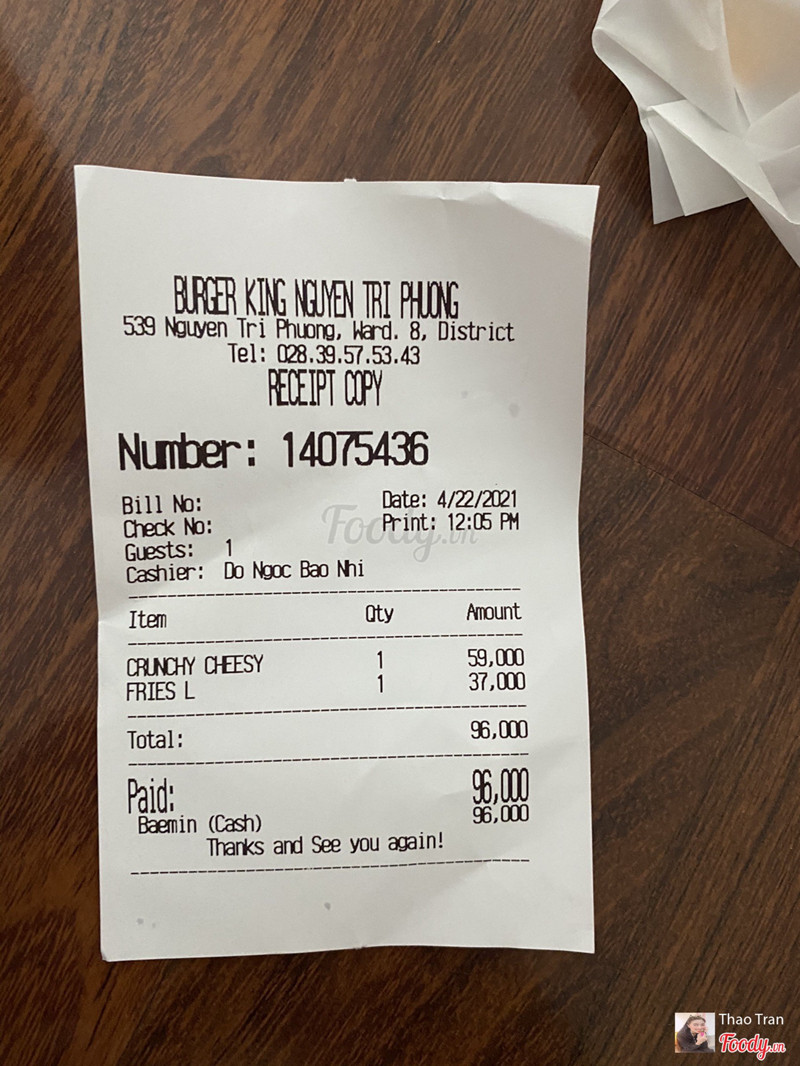 BURGER KING NGUYEN TRI PHUONG
539 Nguyen Tri Phuong, Ward. 8, District
Tel: 028.39.57.53.43
RECEIPT COPY
Number: 14075436
Bill No: Date: 4/22/2021
Check No: Print: 12:05 PM
Guests: 1
Cashier: Do Ngoc Bao Nhi
Item Qty Amount
CRUNCHY CHEESY 1 59,000
FRIES L 1 37,000
Total: 96,000
Paid: 96,000
Baemin (Cash) 96,000
Thanks and See you again!
Foody.vn
Thao Tran
Foody.vn